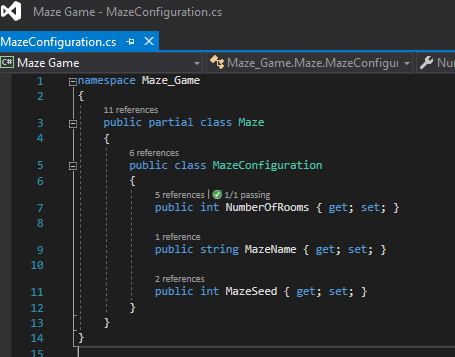 Maze Game - MazeConfiguration.cs
MazeConfiguration.cs
C# Maze Game Maze_Game.Maze.MazeConfigur
1 namespace Maze_Game
2 {
11 references
3 public partial class Maze
4 {
6 references
5 public class MazeConfiguration
6 {
5 references | 1/1 passing
7 public int NumberOfRooms { get; set; }
8
1 reference
9 public string MazeName { get; set; }
10
2 references
11 public int MazeSeed { get; set; }
12 }
13 }
14 }
15